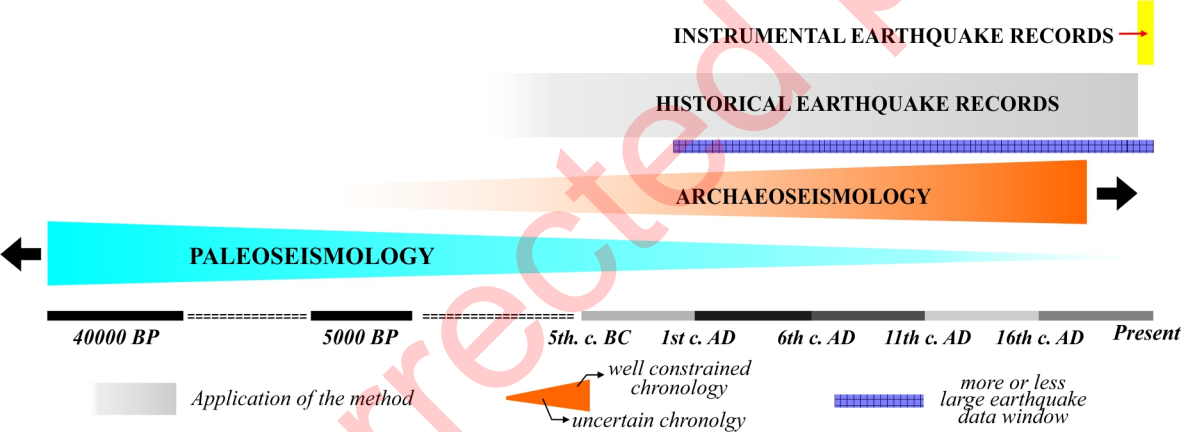 INSTRUMENTAL EARTHQUAKE RECORDS
HISTORICAL EARTHQUAKE RECORDS
ARCHAEOSEISMOLOGY
PALEOSEISMOLOGY
40000 BP
5000 BP
5th. c. BC
1st c. AD
6th c. AD
11th c. AD
16th c. AD
Present
Application of the method
well constrained
chronology
uncertain chronolgy
more or less
large earthquake
data window
rrected p